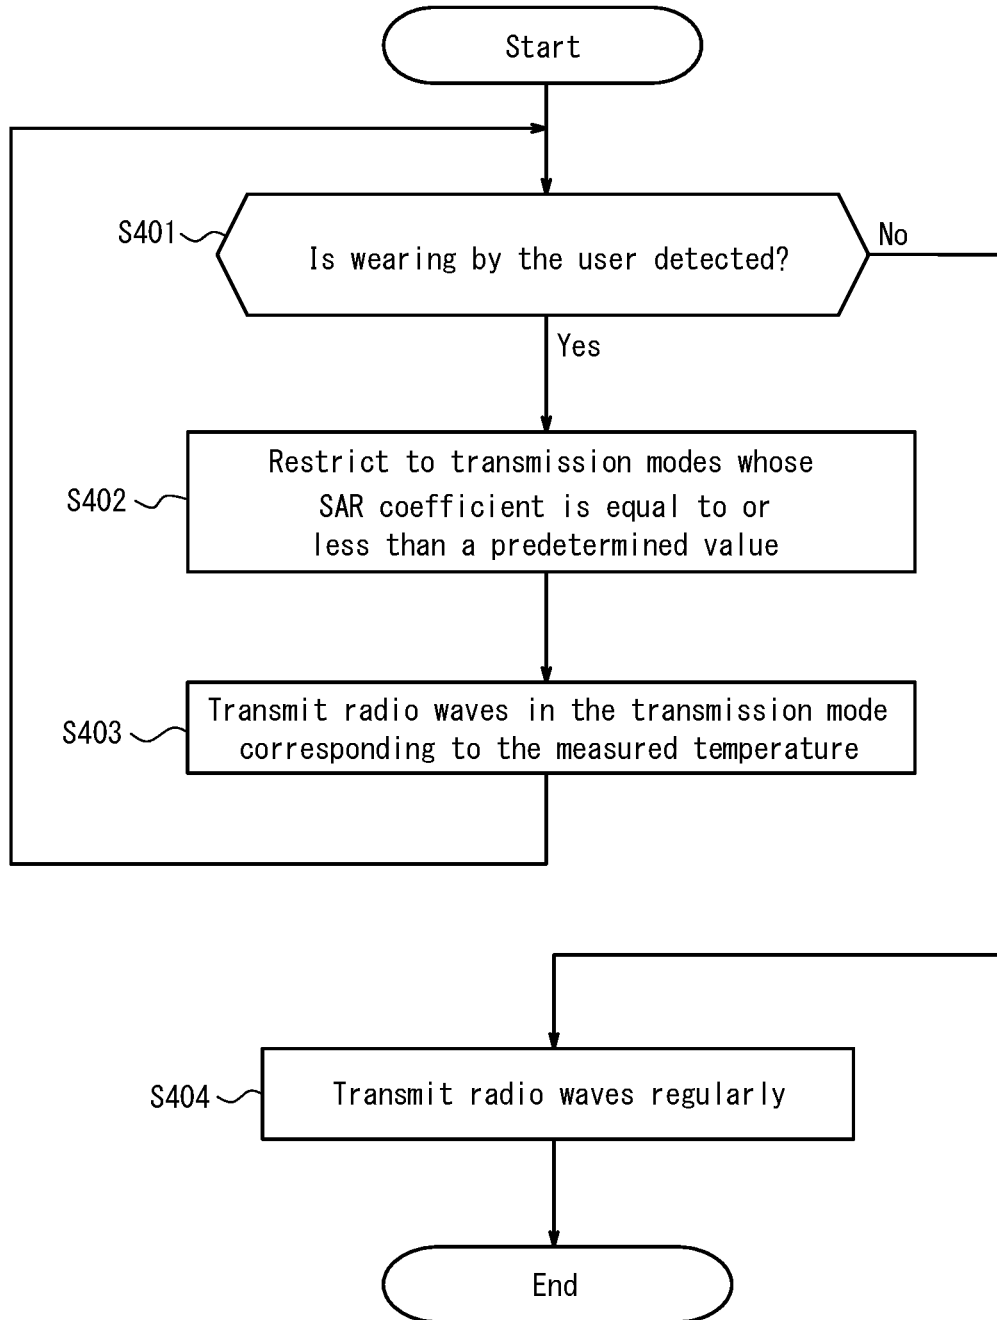 Start
S401
Is wearing by the user detected?
No
Yes
S402
Restrict to transmission modes whose
SAR coefficient is equal to or
less than a predetermined value
S403
Transmit radio waves in the transmission mode
corresponding to the measured temperature
S404
Transmit radio waves regularly
End